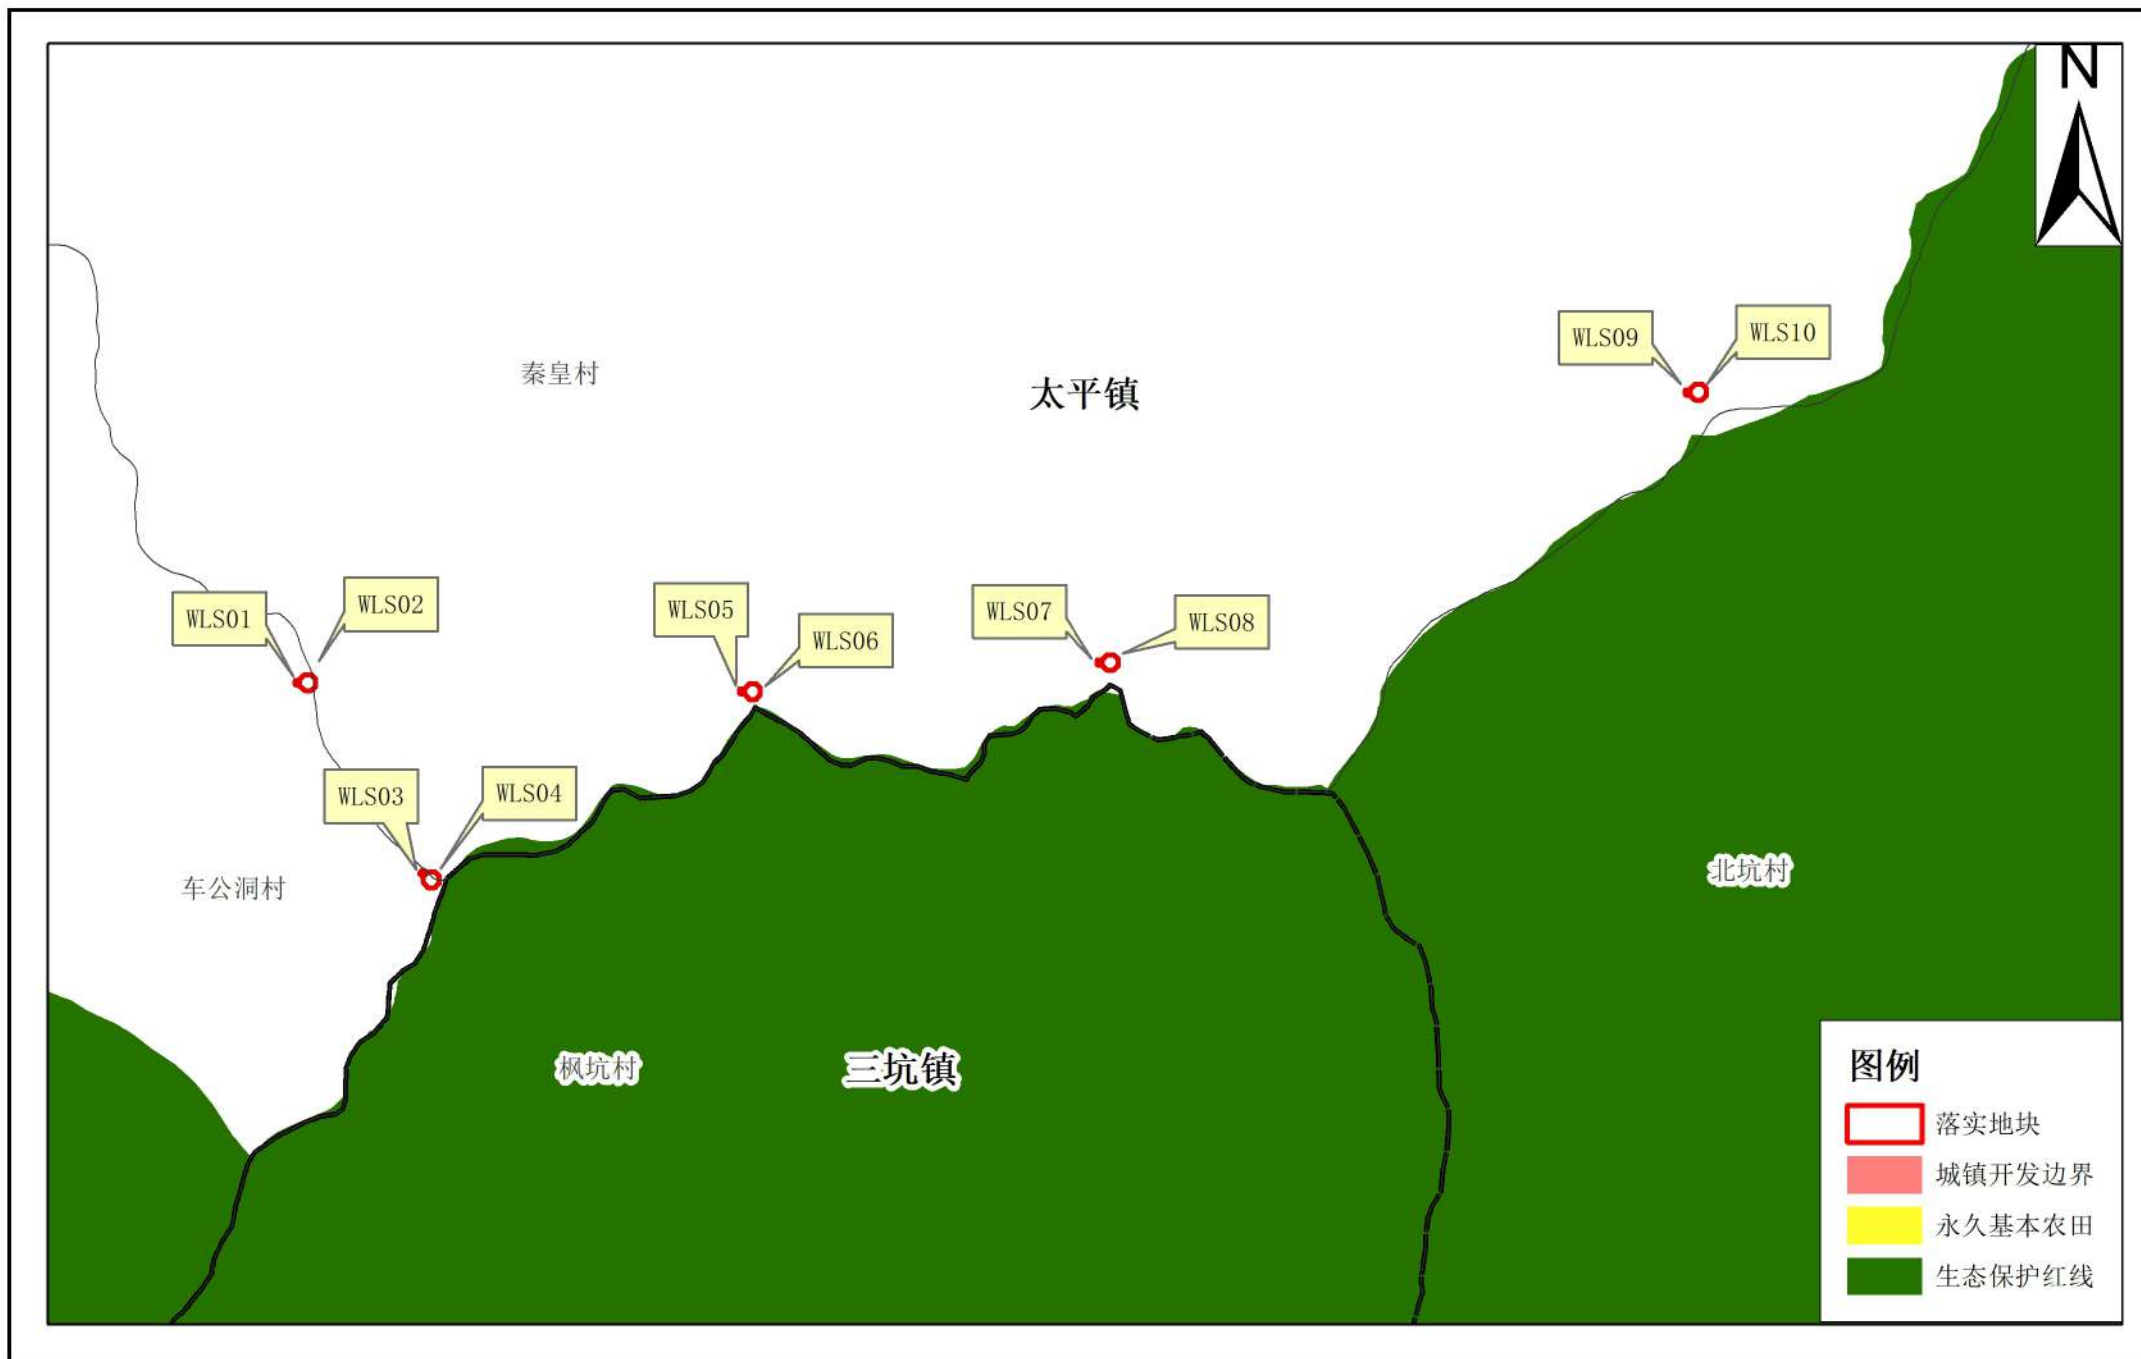 N
WLS09
WLS10
秦皇村
太平镇
WLS01
WLS02
WLS05
WLS06
WLS07
WLS08
WLS03
WLS04
车公洞村
北坑村
枫坑村
三坑镇
图例
落实地块
城镇开发边界
永久基本农田
生态保护红线